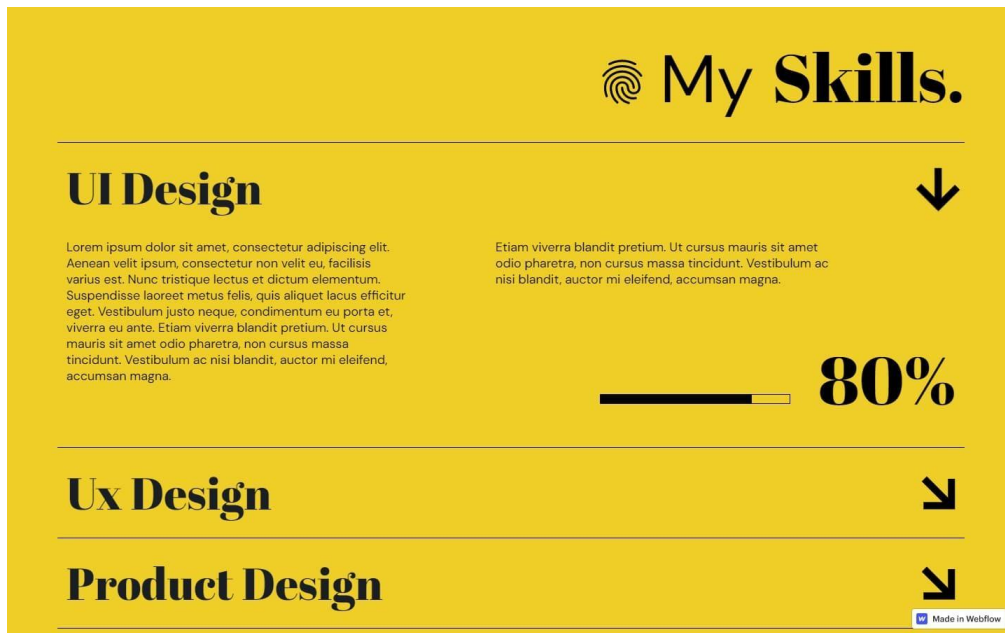 My Skills.
UI Design
Lorem ipsum dolor sit amet, consectetur adipiscing elit.
Aenean velit ipsum, consectetur non velit eu, facilisis
varius est. Nunc tristique lectus et dictum elementum.
Suspendisse laoreet metus felis, quis aliquet lacus efficitur
eget. Vestibulum justo neque, condimentum eu porta et,
viverra eu ante. Etiam viverra blandit pretium. Ut cursus
mauris sit amet odio pharetra, non cursus massa
tincidunt. Vestibulum ac nisi blandit, auctor mi eleifend,
accumsan magna.
Etiam viverra blandit pretium. Ut cursus mauris sit amet
odio pharetra, non cursus massa tincidunt. Vestibulum ac
nisi blandit, auctor mi eleifend, accumsan magna.
80%
Ux Design
Product Design
Made in Webflow